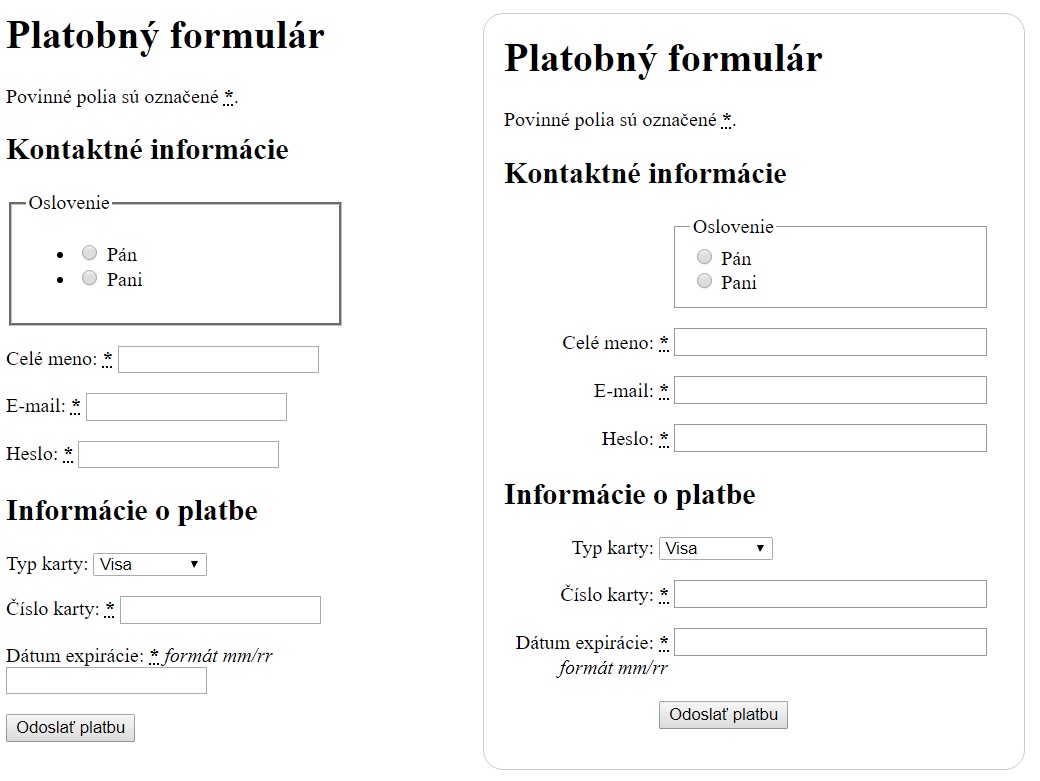 Platobný formulár
Povinné polia sú označené *.
Kontaktné informácie
Oslovenie
Pán
Pani
Celé meno: *
E-mail: *
Heslo: *
Informácie o platbe
Typ karty: Visa
Číslo karty: *
Dátum expirácie: * formát mm/rr
Odoslať platbu
Platobný formulár
Povinné polia sú označené *.
Kontaktné informácie
Oslovenie
Pán
Pani
Celé meno: *
E-mail: *
Heslo: *
Informácie o platbe
Typ karty: Visa
Číslo karty: *
Dátum expirácie: *
formát mm/rr
Odoslať platbu